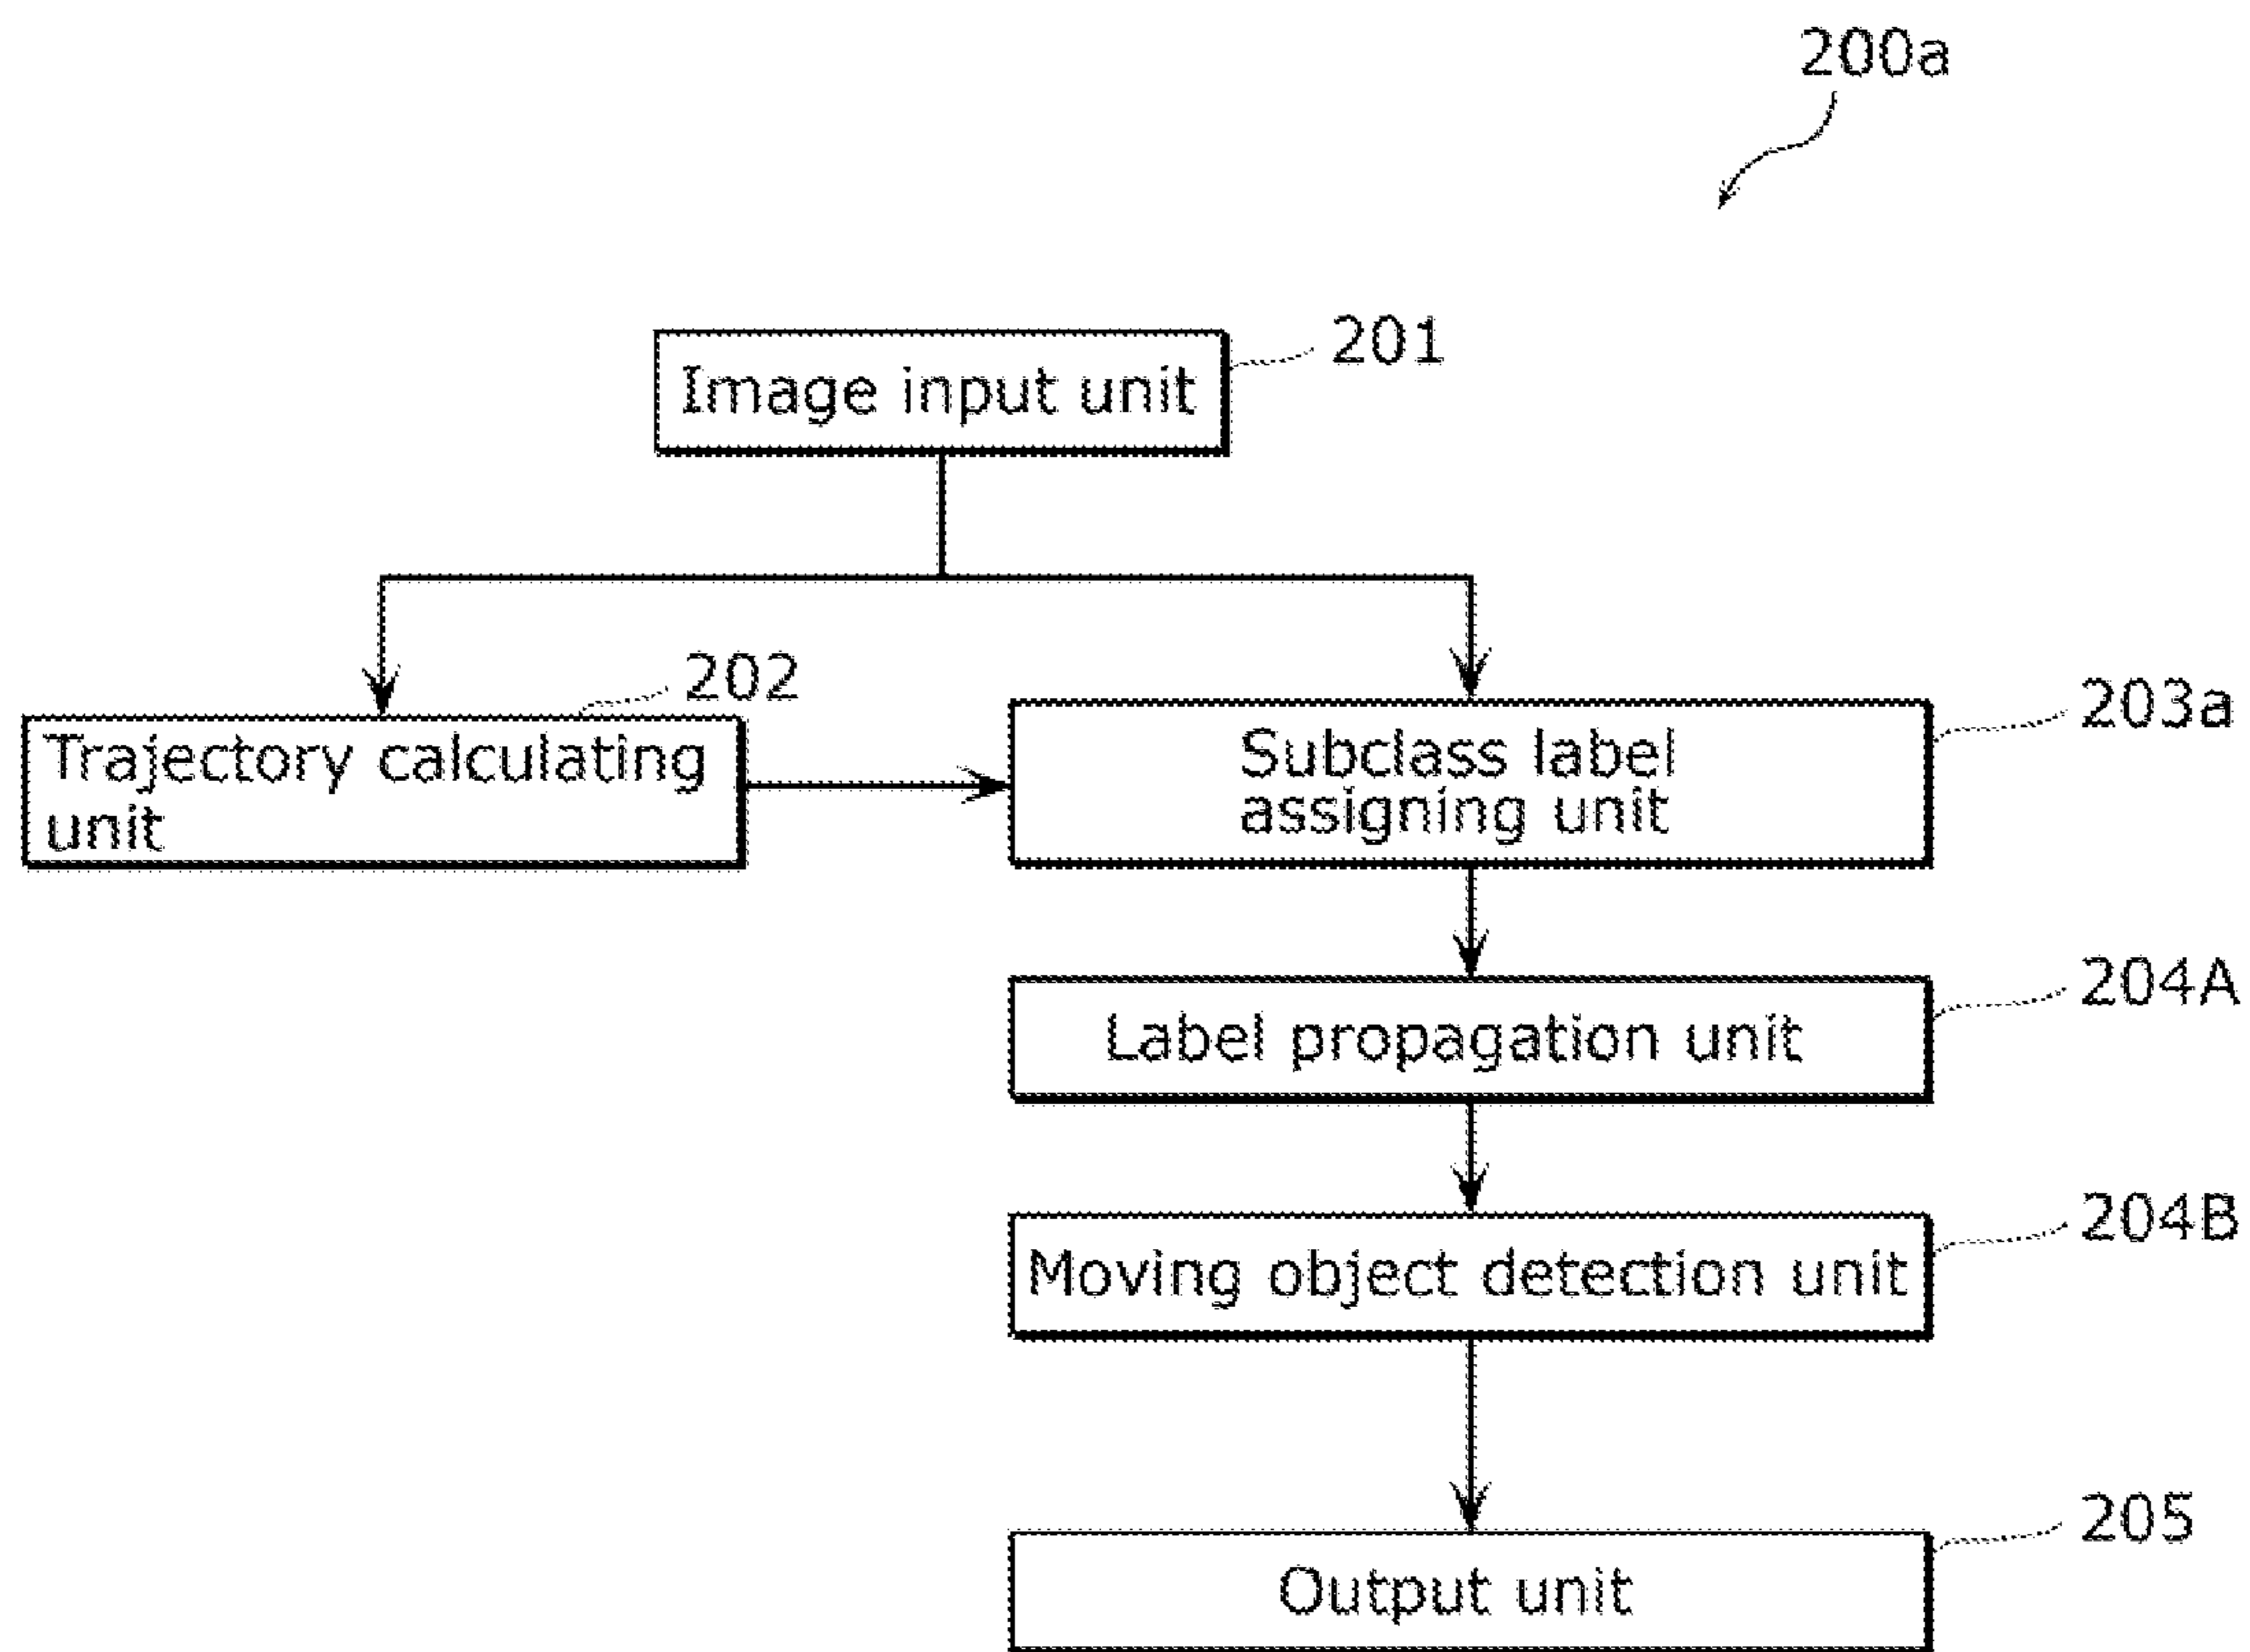 200a
Image input unit
201
202
Trajectory calculating
unit
203a
Subclass label
assigning unit
204A
Label propagation unit
204B
Moving object detection unit
205
Output unit